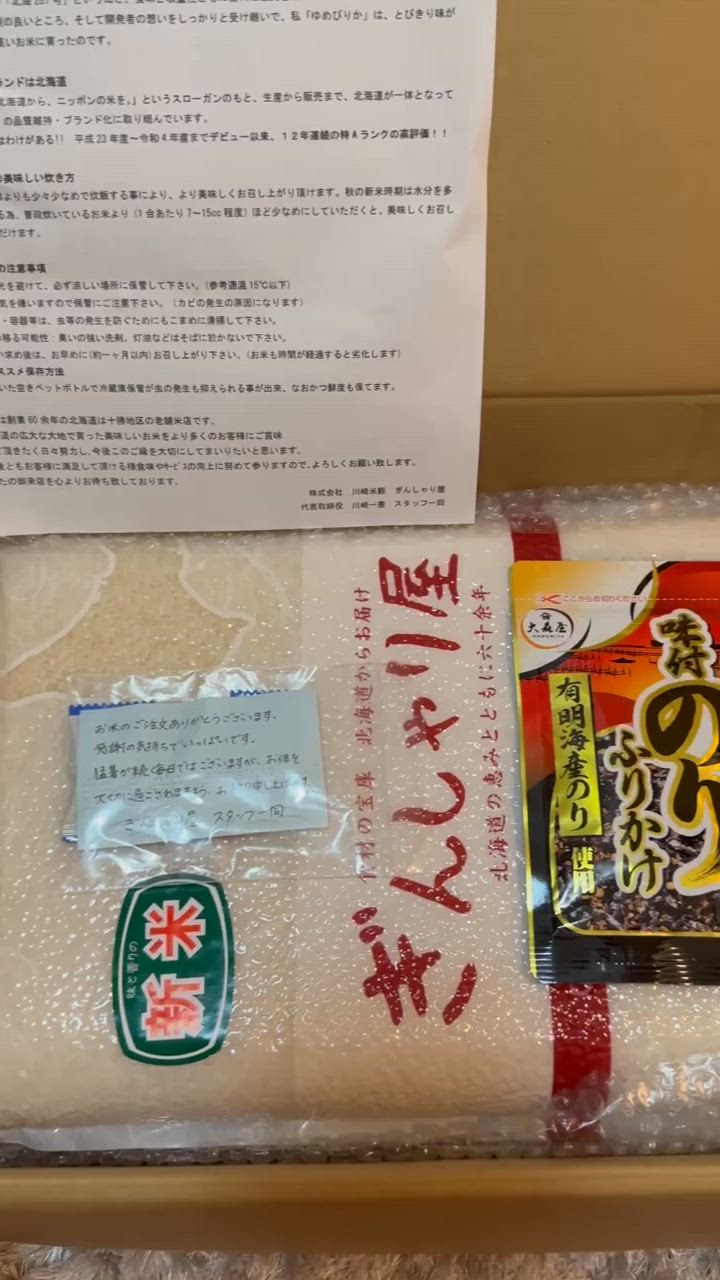 の良いところ、そして開発者の想いをしっかりと受け継いで、私「ゆめぴりか」は、とびきり味が
いお米に育ったのです。
ンドは北海道
北海道から、ニッポンの米を。」というスローガンのもと、生産から販売まで、北海道が一体となって
の品質維持・ブランド化に取り組んでいます。
はわけがある!! 平成23年産~令和4年産までデビュー以来、12年連続の特Aランクの高評価!!
の美味しい炊き方
よりも少々少なめで炊飯する事により、より美味しくお召し上がり頂けます。秋の新米時期は水分を多
る為、普段炊いているお米より(1合あたり7~15cc程度)ほど少なめにしていただくと、美味しくお召し
だけます。
の注意事項
光を避けて、必ず涼しい場所に保管して下さい。(参考適温15℃以下)
気を嫌いますので保管にご注意下さい。(カビの発生の原因になります)
・容器等は、虫等の発生を防ぐためにもこまめに清掃して下さい。
移る可能性:臭いの強い洗剤、灯油などはそばに於かないで下さい。
い求め後は、お早めに(約一ヶ月以内)お召し上がり下さい。(お米も時間が経過すると劣化します)
ススメ保存方法
いた空きペットボトルで冷蔵庫保管が虫の発生も抑えられる事が出来、なおかつ鮮度も保てます。
は創業60余年の北海道は十勝地区の老舗米店です。
道の広大な大地で育った美味しいお米をより多くのお客様にご賞味
て頂きたく日々努力し、今後このご縁を大切にしてまいりたいと思います。
後ともお客様に満足して頂ける様食味やサービスの向上に努めて参りますので、よろしくお願い致します。
たの御来店を心よりお待ち致しております。
株式会社 川崎米穀 ぎんしゃり屋
代表取締役 川崎一憲 スタッフ一同
北海道の恵みとともに六十余年
ぎんしゃり屋
材の宝庫 北海道からお届け
お米のご注文ありがとうございます。
感謝の気持ちでいっぱいです。
猛暑が続く毎日ではございますが、お体を
大切に過ごされますよう、お
スタッフ一同
味と香りの
新米
ここからお切りください
大森屋
OHMORIYA
味付
のり
ふりかけ
有明海産のり
使用